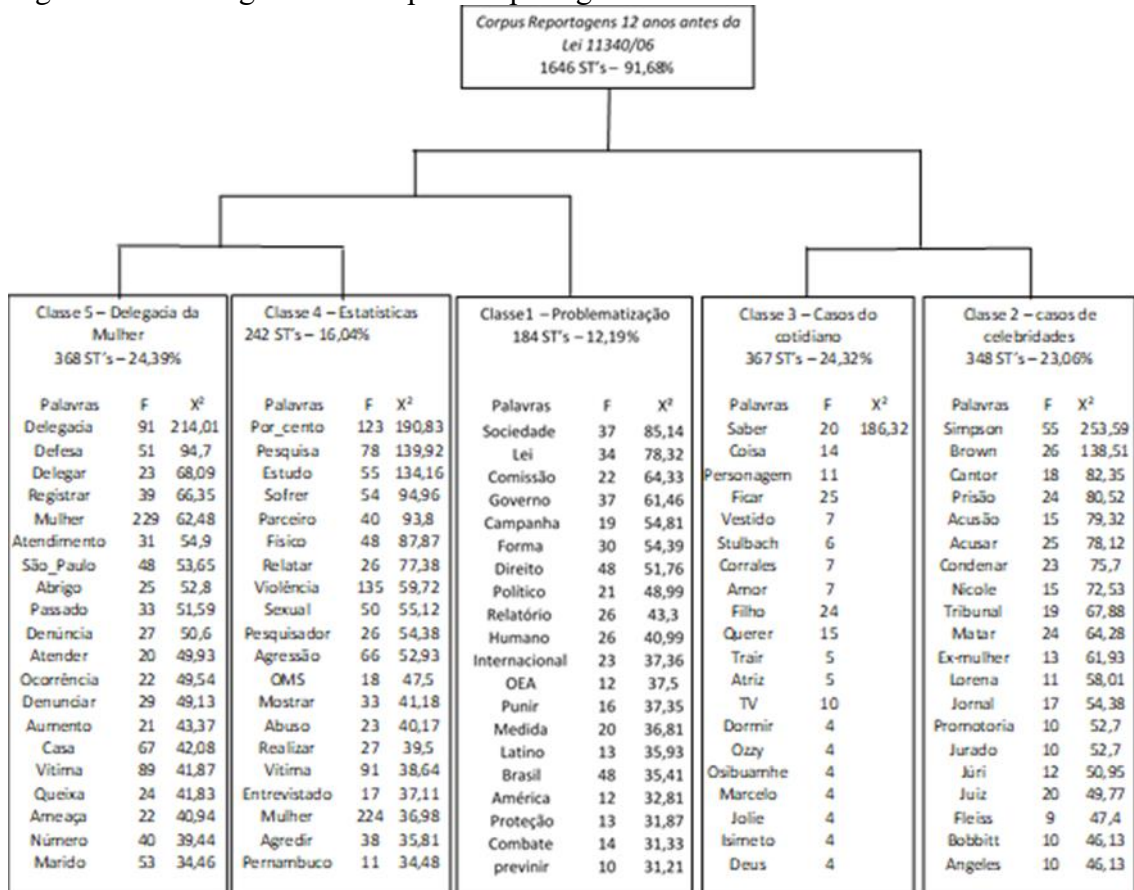 Corpus Reportagens 12 anos antes da
Lei 11340/06
1646 ST's – 91,68%
Classe 5 – Delegacia da
Mulher
368 ST's – 24,39%
Palavras F X²
Delegacia 91 214,01
Defesa 51 94,7
Delegar 23 68,09
Registrar 39 66,35
Mulher 229 62,48
Atendimento 31 54,9
São_Paulo 48 53,65
Abrigo 25 52,8
Passado 33 51,59
Denúncia 27 50,6
Atender 20 49,93
Ocorrência 22 49,54
Denunciar 29 49,13
Aumento 21 43,37
Casa 67 42,08
Vítima 89 41,87
Queixa 24 41,83
Ameaça 22 40,94
Número 40 39,44
Marido 53 34,46
Classe 4 – Estatísticas
242 ST's – 16,04%
Palavras F X²
Por_cento 123 190,83
Pesquisa 78 139,92
Estudo 55 134,16
Sofrer 54 94,96
Parceiro 40 93,8
Físico 48 87,87
Relatar 26 77,38
Violência 135 59,72
Sexual 50 55,12
Pesquisador 26 54,38
Agressão 66 52,93
OMS 18 47,5
Mostrar 33 41,18
Abuso 23 40,17
Realizar 27 39,5
Vítima 91 38,64
Entrevistado 17 37,11
Mulher 224 36,98
Agredir 38 35,81
Pernambuco 11 34,48
Classe1 – Problematização
184 ST's – 12,19%
Palavras F X²
Sociedade 37 85,14
Lei 34 78,32
Comissão 22 64,33
Governo 37 61,46
Campanha 19 54,81
Forma 30 54,39
Direito 48 51,76
Político 21 48,99
Relatório 26 43,3
Humano 26 40,99
Internacional 23 37,36
OEA 12 37,5
Punir 16 37,35
Medida 20 36,81
Latino 13 35,93
Brasil 48 35,41
América 12 32,81
Proteção 13 31,87
Combate 14 31,33
previnir 10 31,21
Classe 3 – Casos do
cotidiano
367 ST's – 24,32%
Palavras F X²
Saber 20 186,32
Coisa 14
Personagem 11
Ficar 25
Vestido 7
Stulbach 6
Corrales 7
Amor 7
Filho 24
Querer 15
Trair 5
Atriz 5
TV 10
Dormir 4
Ozzy 4
Osibuamhe 4
Marcelo 4
Jolie 4
Isimeto 4
Deus 4
Classe 2 – casos de
celebridades
348 ST's – 23,06%
Palavras F X²
Simpson 55 253,59
Brown 26 138,51
Cantor 18 82,35
Prisão 24 80,52
Acusão 15 79,32
Acusar 25 78,12
Condenar 23 75,7
Nicole 15 72,53
Tribunal 19 67,88
Matar 24 64,28
Ex-mulher 13 61,93
Lorena 11 58,01
Jornal 17 54,38
Promotoria 10 52,7
Jurado 10 52,7
Júri 12 50,95
Juiz 20 49,77
Fleiss 9 47,4
Bobbitt 10 46,13
Angeles 10 46,13